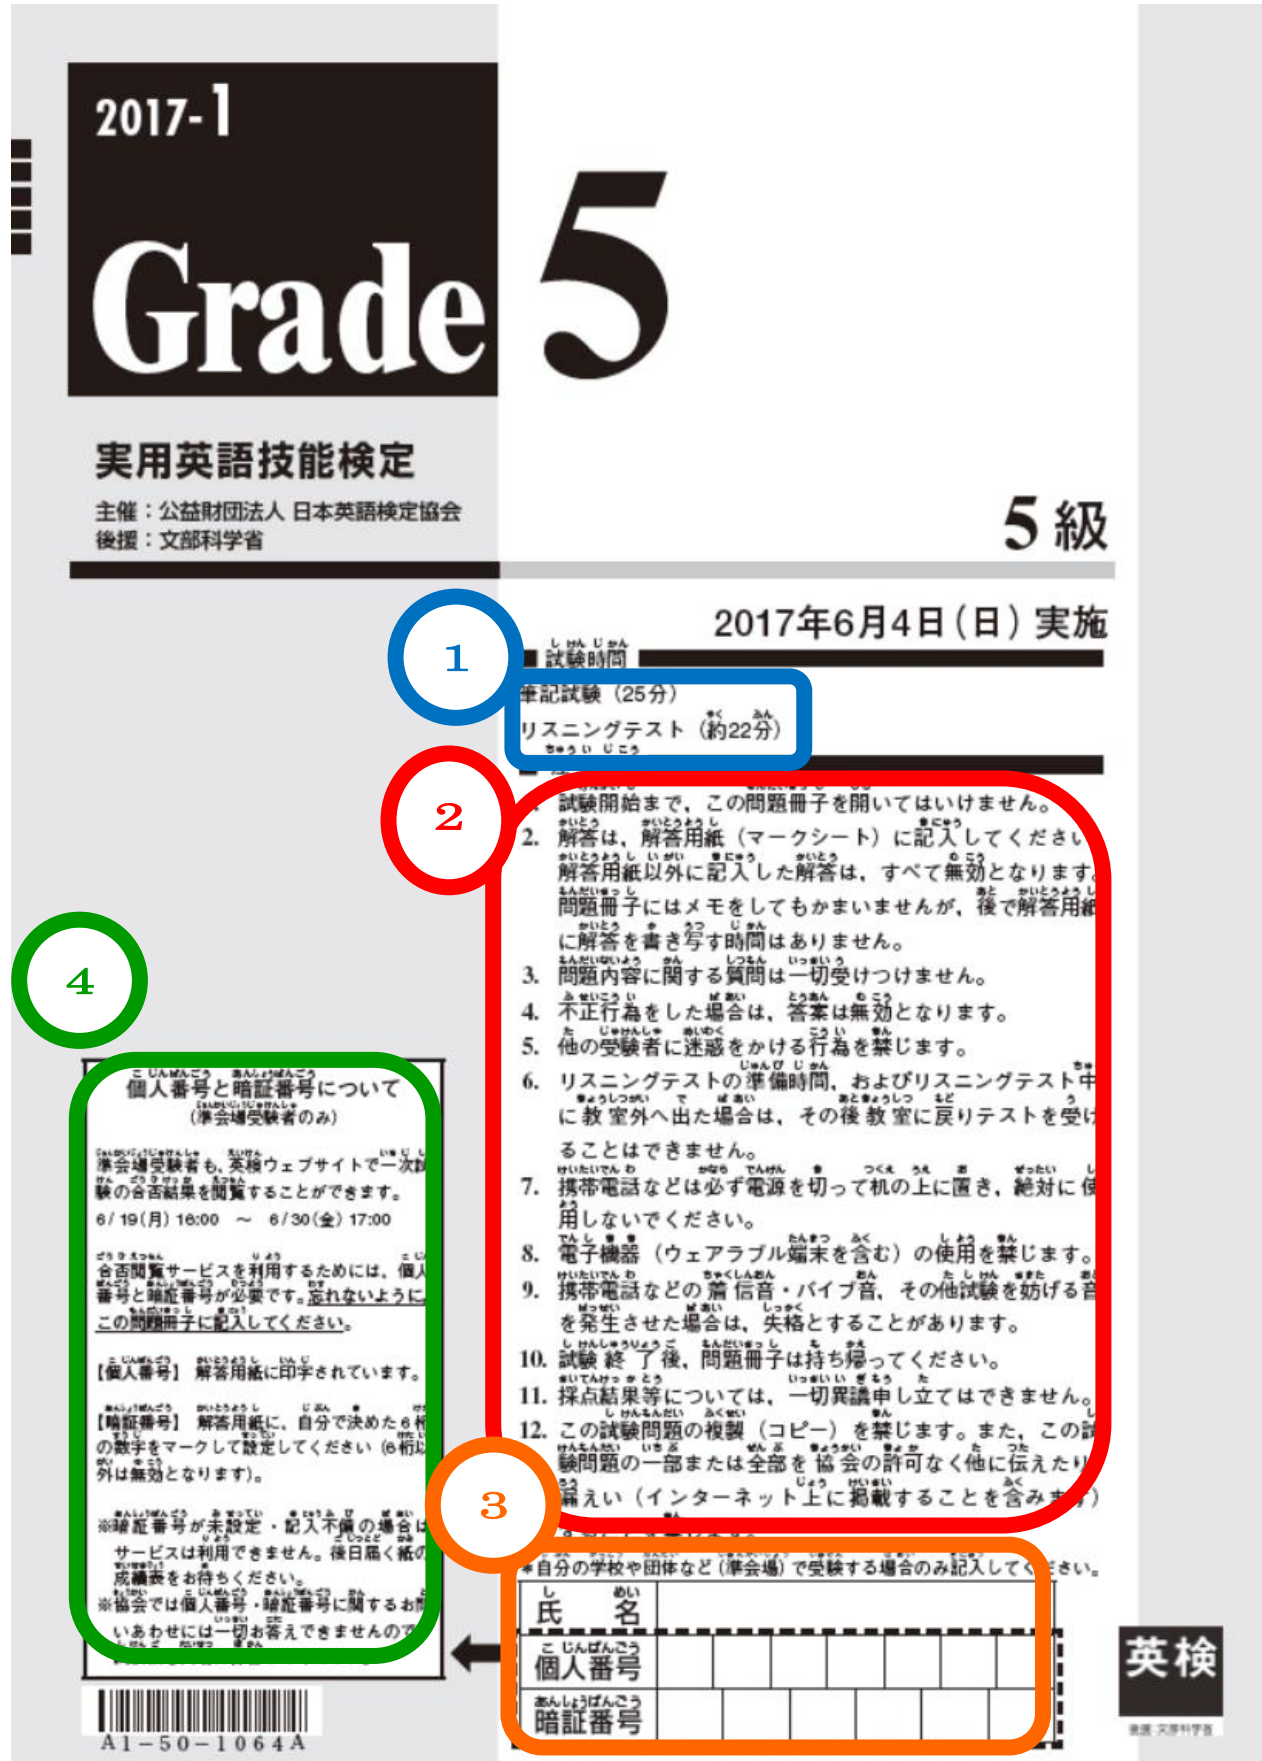 2017-1
Grade 5
実用英語技能検定
主催：公益財団法人 日本英語検定協会
後援：文部科学省
5級
2017年6月4日（日）実施
1
試験時間
筆記試験（25分）
リスニングテスト（約22分）
2
試験開始まで，この問題冊子を開いてはいけません。
2. 解答は，解答用紙（マークシート）に記入してください
解答用紙以外に記入した解答は，すべて無効となります。
問題冊子にはメモをしてもかまいませんが，後で解答用紙
に解答を書き写す時間はありません。
3. 問題内容に関する質問は一切受けつけません。
4. 不正行為をした場合は，答案は無効となります。
5. 他の受験者に迷惑をかける行為を禁じます。
6. リスニングテストの準備時間，およびリスニングテスト中
に教室外へ出た場合は，その後教室に戻りテストを受け
ることはできません。
7. 携帯電話などは必ず電源を切って机の上に置き，絶対に使
用しないでください。
8. 電子機器（ウェアラブル端末を含む）の使用を禁じます。
9. 携帯電話などの着信音・バイブ音，その他試験を妨げる音
を発生させた場合は，失格とすることがあります。
10. 試験終了後，問題冊子は持ち帰ってください。
11. 採点結果等については，一切異議申し立てはできません。
12. この試験問題の複製（コピー）を禁じます。また，この試
験問題の一部または全部を協会の許可なく他に伝えたり
漏えい（インターネット上に掲載することを含みます）
3
*自分の学校や団体など（準会場）で受験する場合のみ記入してください。
氏名
個人番号
暗証番号
4
個人番号と暗証番号について
（準会場受験者のみ）
準会場受験者も，英検ウェブサイトで一次試
験の合否結果を閲覧することができます。
6/19(月) 16:00 ～ 6/30(金) 17:00
合否閲覧サービスを利用するためには，個人
番号と暗証番号が必要です。忘れないように，
この問題冊子に記入してください。
【個人番号】 解答用紙に印字されています。
【暗証番号】 解答用紙に，自分で決めた6桁
の数字をマークして設定してください（6桁以
外は無効となります）。
※暗証番号が未設定・記入不備の場合は
サービスは利用できません。後日届く紙の
成績表をお待ちください。
※協会では個人番号・暗証番号に関するお問
いあわせには一切お答えできませんので
A1-50-1064A
英検
後援・文部科学省